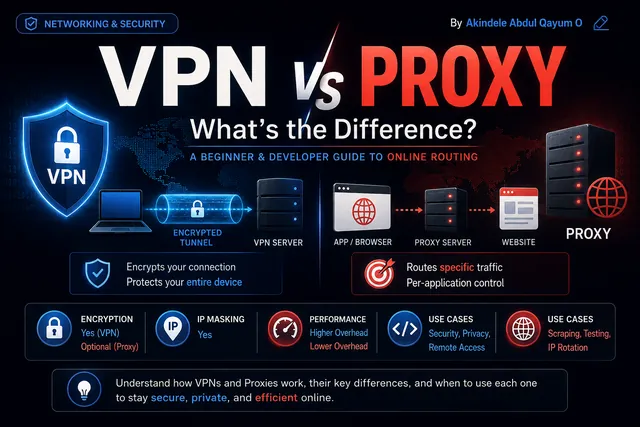 NETWORKING & SECURITY
By Akindele Abdul Qayum O
VPN VS PROXY
What's the Difference?
A BEGINNER & DEVELOPER GUIDE TO ONLINE ROUTING
VPN
ENCRYPTED
TUNNEL
VPN SERVER
APP / BROWSER
PROXY SERVER
WEBSITE
PROXY
Encrypts your connection
Protects your entire device
Routes specific traffic
Per-application control
ENCRYPTION
Yes (VPN)
Optional (Proxy)
IP
IP MASKING
Yes
PERFORMANCE
Higher Overhead
Lower Overhead
</>
USE CASES
Security, Privacy,
Remote Access
USE CASES
Scraping, Testing,
IP Rotation
Understand how VPNs and Proxies work, their key differences, and when to use each one
to stay secure, private, and efficient online.